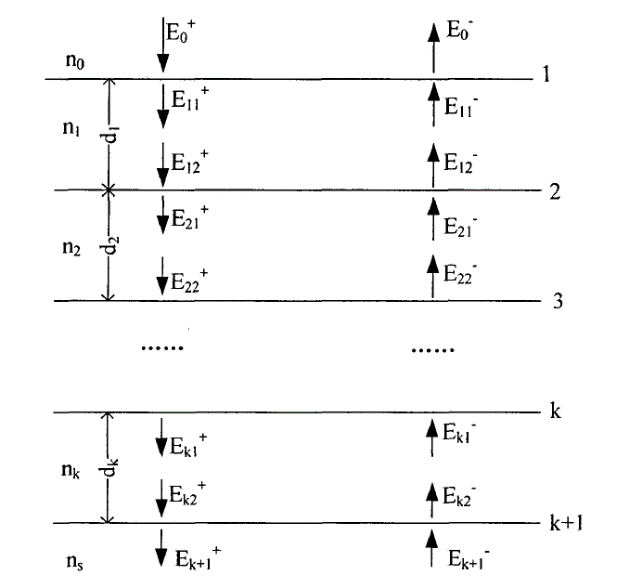 E₀⁺ E₀⁻
n₀ 1
E₁₁⁺ E₁₁⁻
n₁ d₁
E₁₂⁺ E₁₂⁻
2
E₂₁⁺ E₂₁⁻
n₂ d₂
E₂₂⁺ E₂₂⁻
3
...... ......
k
Eₖ₁⁺ Eₖ₁⁻
nₖ dₖ
Eₖ₂⁺ Eₖ₂⁻
k+1
nₛ Eₖ₊₁⁺ Eₖ₊₁⁻